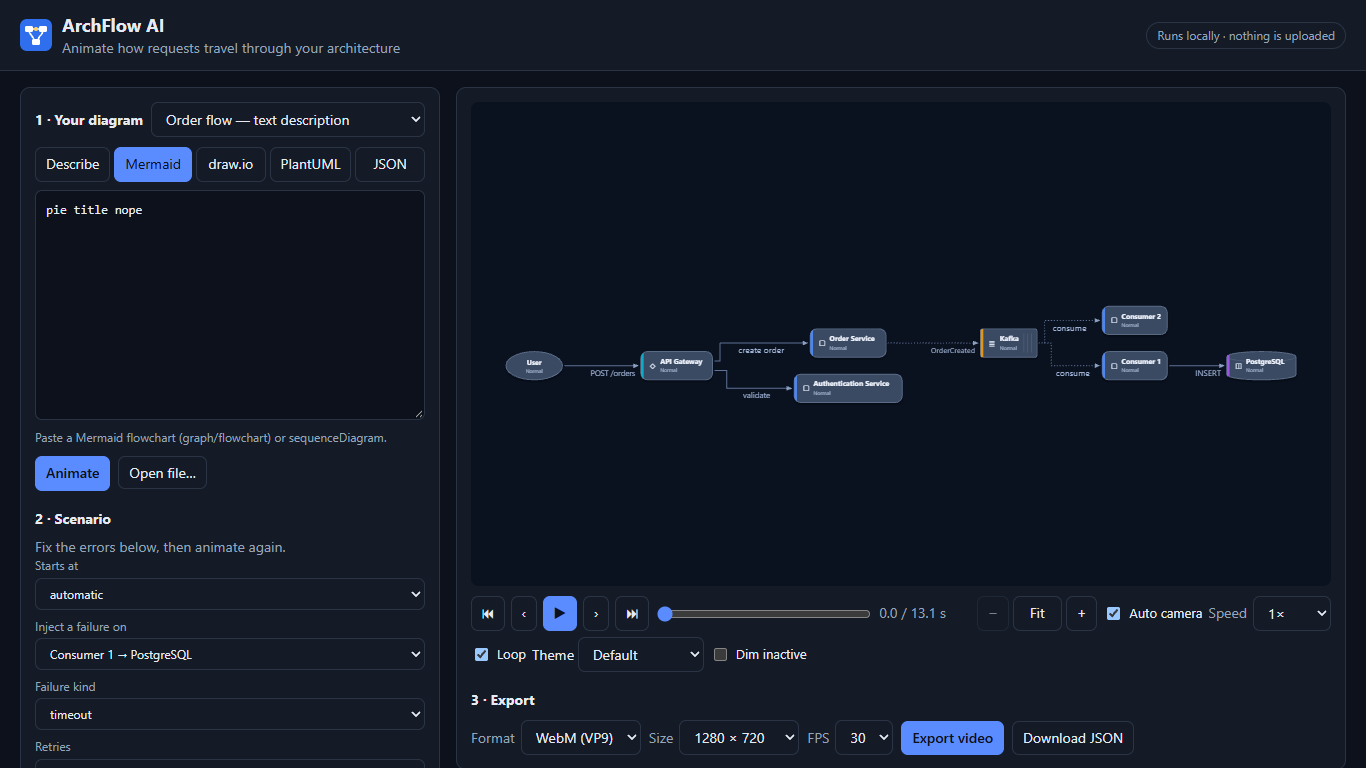 ArchFlow AI
Animate how requests travel through your architecture
Runs locally · nothing is uploaded
1 · Your diagram
Order flow — text description
Describe
Mermaid
draw.io
PlantUML
JSON
pie title nope
Paste a Mermaid flowchart (graph/flowchart) or sequenceDiagram.
Animate
Open file...
2 · Scenario
Fix the errors below, then animate again.
Starts at
automatic
Inject a failure on
Consumer 1 → PostgreSQL
Failure kind
timeout
Retries
User
Normal
POST /orders
API Gateway
Normal
create order
validate
Order Service
Normal
Authentication Service
Normal
OrderCreated
Kafka
Normal
consume
consume
Consumer 2
Normal
Consumer 1
Normal
INSERT
PostgreSQL
Normal
0.0 / 13.1 s
−
Fit
+
Auto camera
Speed
1×
Loop
Theme
Default
Dim inactive
3 · Export
Format
WebM (VP9)
Size
1280 × 720
FPS
30
Export video
Download JSON